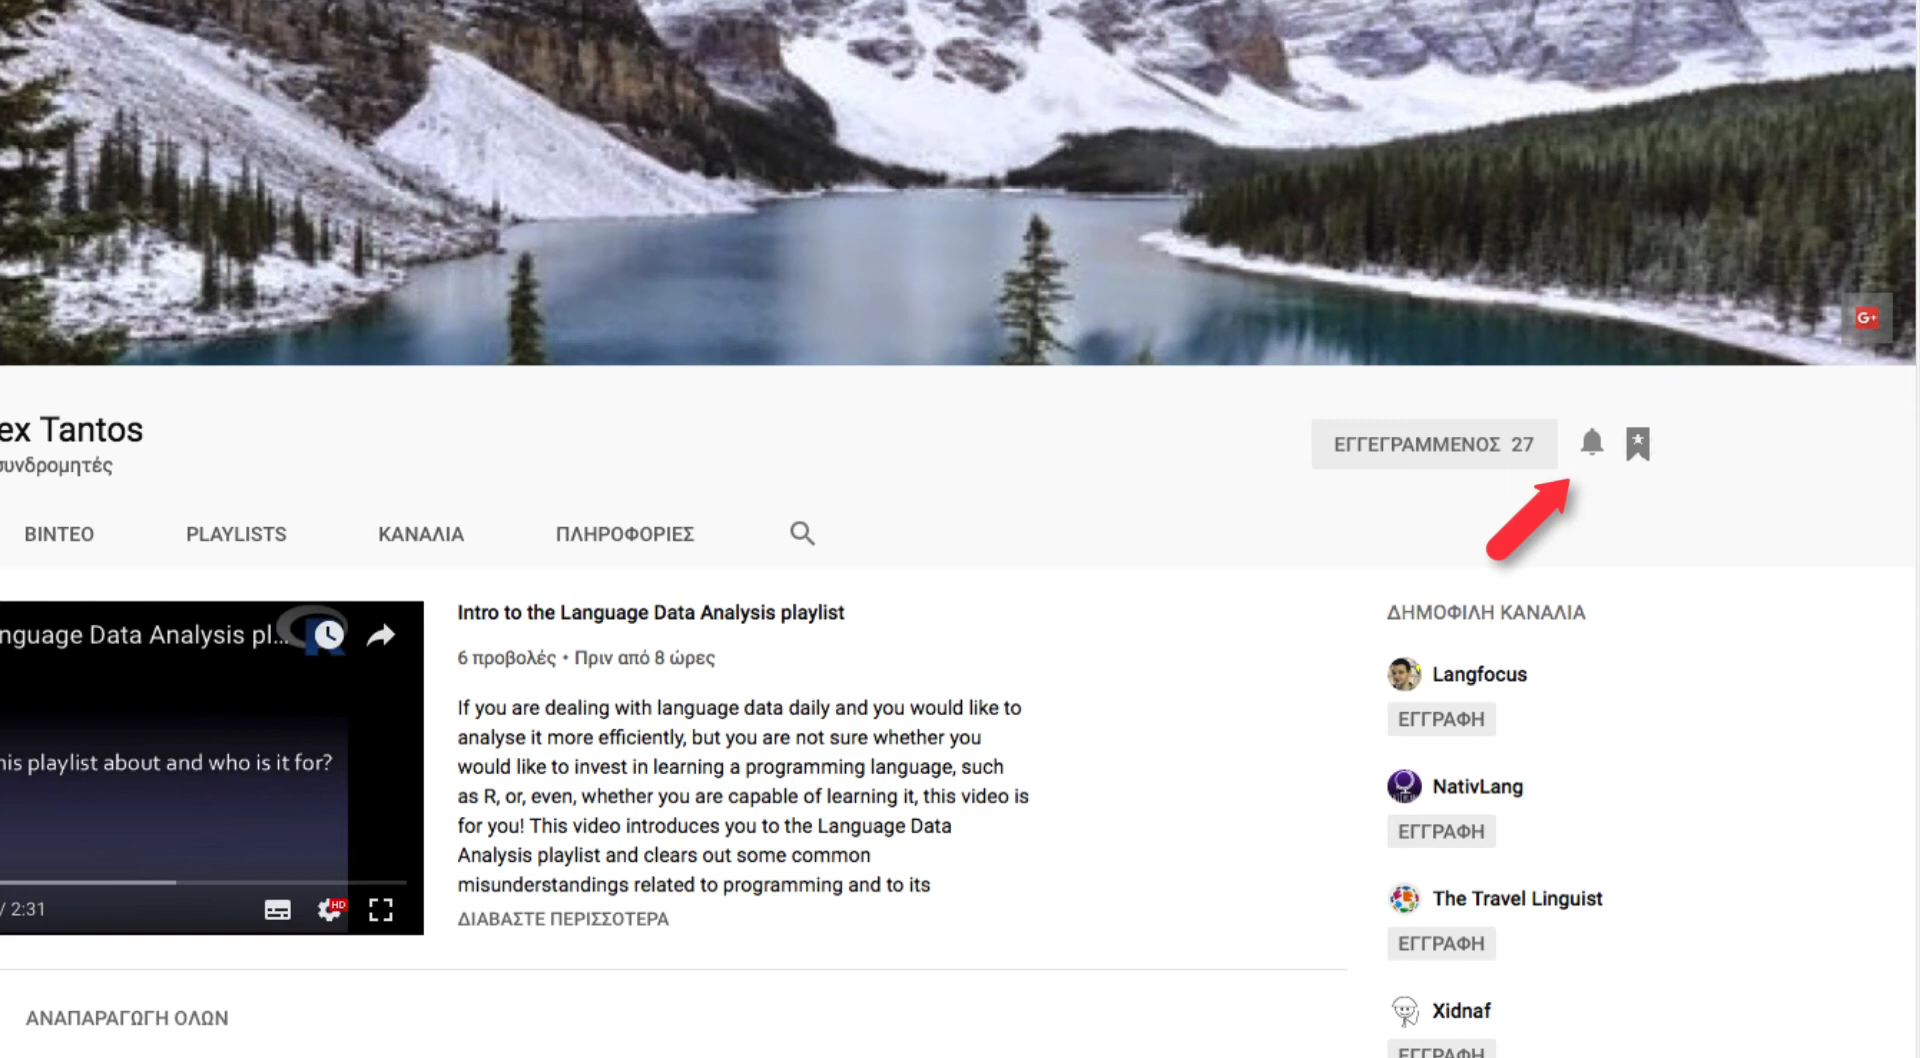 ex Tantos
συνδρομητές
ΕΓΓΕΓΡΑΜΜΕΝΟΣ 27
G+
ΒΙΝΤΕΟ PLAYLISTS ΚΑΝΑΛΙΑ ΠΛΗΡΟΦΟΡΙΕΣ
nguage Data Analysis pl...
his playlist about and who is it for?
/ 2:31
HD
Intro to the Language Data Analysis playlist
6 προβολές • Πριν από 8 ώρες
If you are dealing with language data daily and you would like to
analyse it more efficiently, but you are not sure whether you
would like to invest in learning a programming language, such
as R, or, even, whether you are capable of learning it, this video is
for you! This video introduces you to the Language Data
Analysis playlist and clears out some common
misunderstandings related to programming and to its
ΔΙΑΒΑΣΤΕ ΠΕΡΙΣΣΟΤΕΡΑ
ΑΝΑΠΑΡΑΓΩΓΗ ΟΛΩΝ
ΔΗΜΟΦΙΛΗ ΚΑΝΑΛΙΑ
Langfocus
ΕΓΓΡΑΦΗ
NativLang
ΕΓΓΡΑΦΗ
The Travel Linguist
ΕΓΓΡΑΦΗ
Xidnaf
ΕΓΓΡΑΦΗ